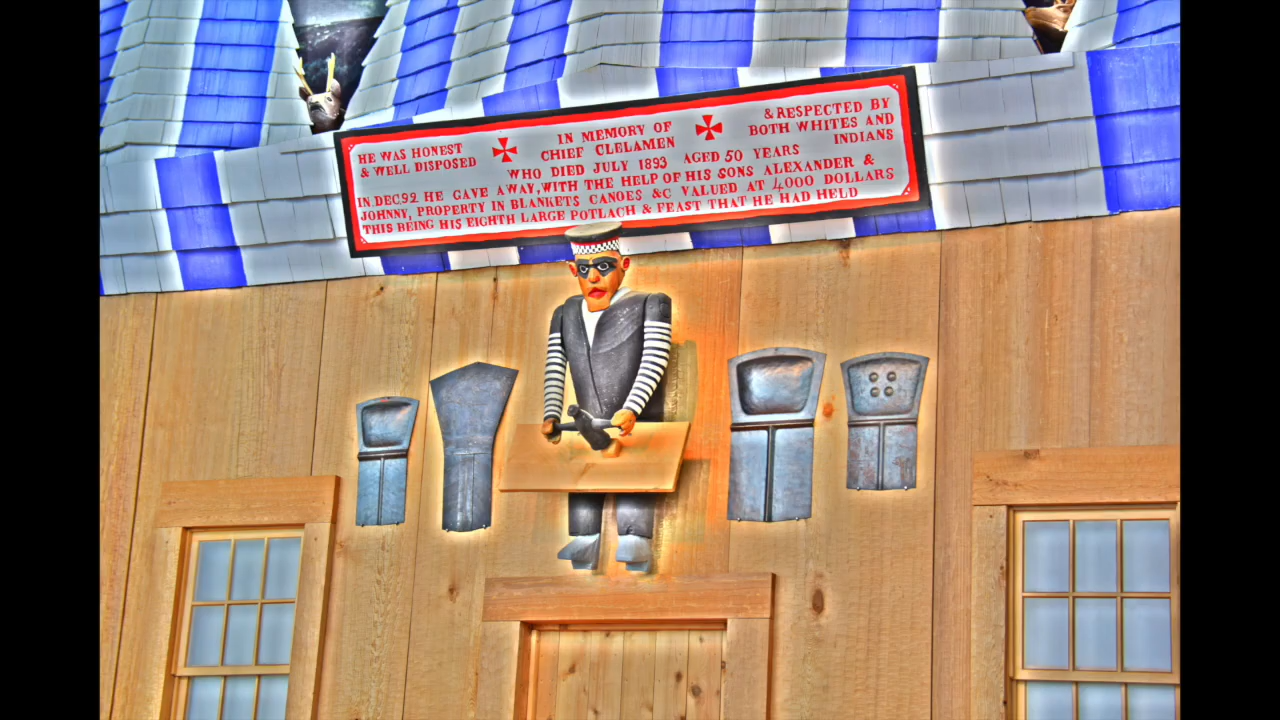 HE WAS HONEST
& WELL DISPOSED
IN MEMORY OF
CHIEF CLELAMEN
& RESPECTED BY
BOTH WHITES AND
INDIANS
WHO DIED JULY 1893 AGED 50 YEARS
IN DEC.92 HE GAVE AWAY, WITH THE HELP OF HIS SONS ALEXANDER &
JOHNNY, PROPERTY IN BLANKETS CANOES &C VALUED AT 4000 DOLLARS
THIS BEING HIS EIGHTH LARGE POTLACH & FEAST THAT HE HAD HELD